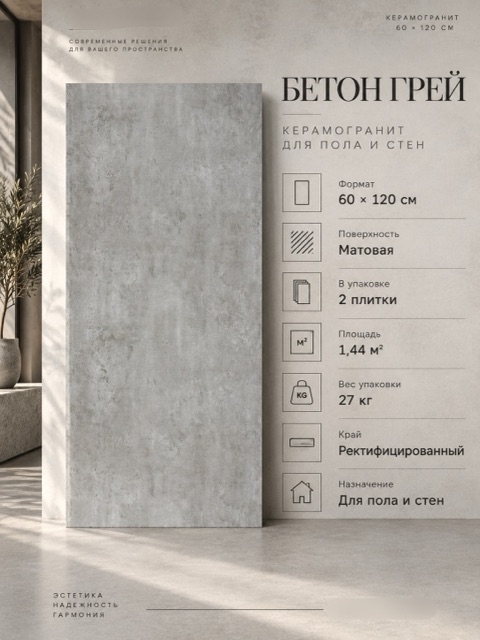 КЕРАМОГРАНИТ
60 × 120 СМ
СОВРЕМЕННЫЕ РЕШЕНИЯ
ДЛЯ ВАШЕГО ПРОСТРАНСТВА
БЕТОН ГРЕЙ
КЕРАМОГРАНИТ
ДЛЯ ПОЛА И СТЕН
Формат
60 × 120 см
Поверхность
Матовая
В упаковке
2 плитки
М²
Площадь
1,44 м²
KG
Вес упаковки
27 кг
Край
Ректифицированный
Назначение
Для пола и стен
ЭСТЕТИКА
НАДЕЖНОСТЬ
ГАРМОНИЯ